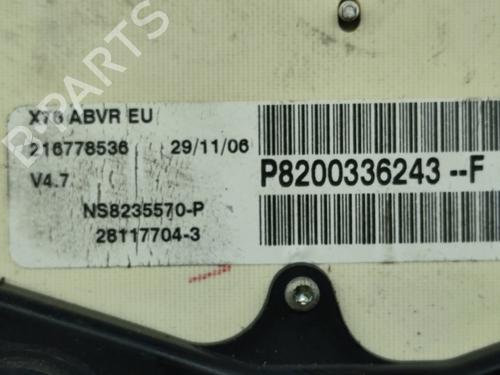 B-PARTS
X76 ABVR EU
216778536 29/11/06
V4.7
P8200336243 --F
NS8235570-P
28117704-3